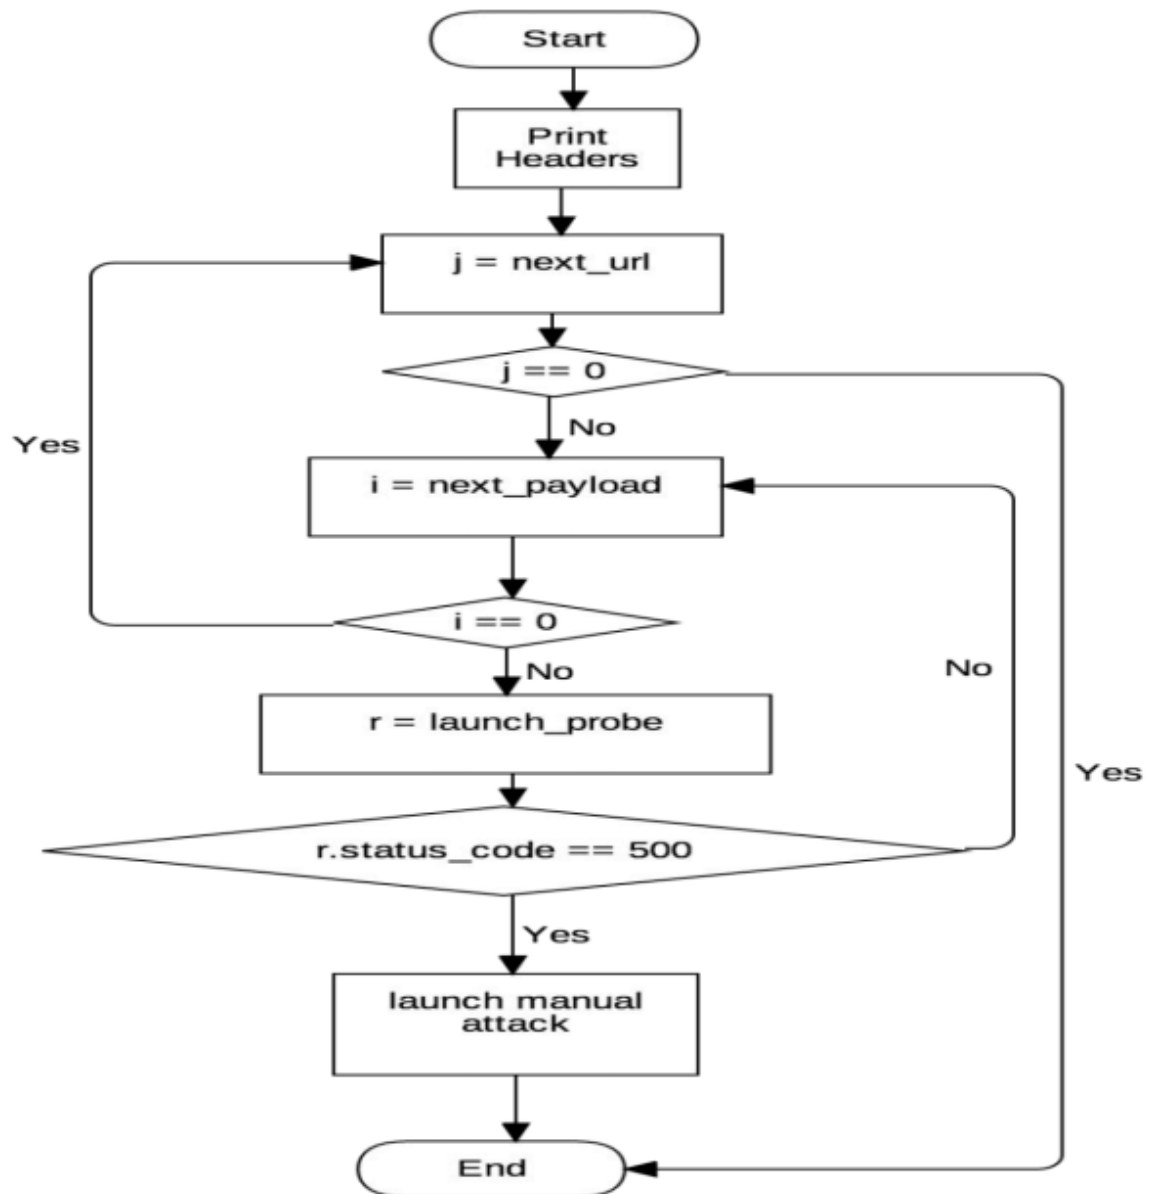 Start
Print
Headers
j = next_url
j == 0
No
Yes
i = next_payload
i == 0
No
No
r = launch_probe
Yes
r.status_code == 500
Yes
launch manual
attack
End